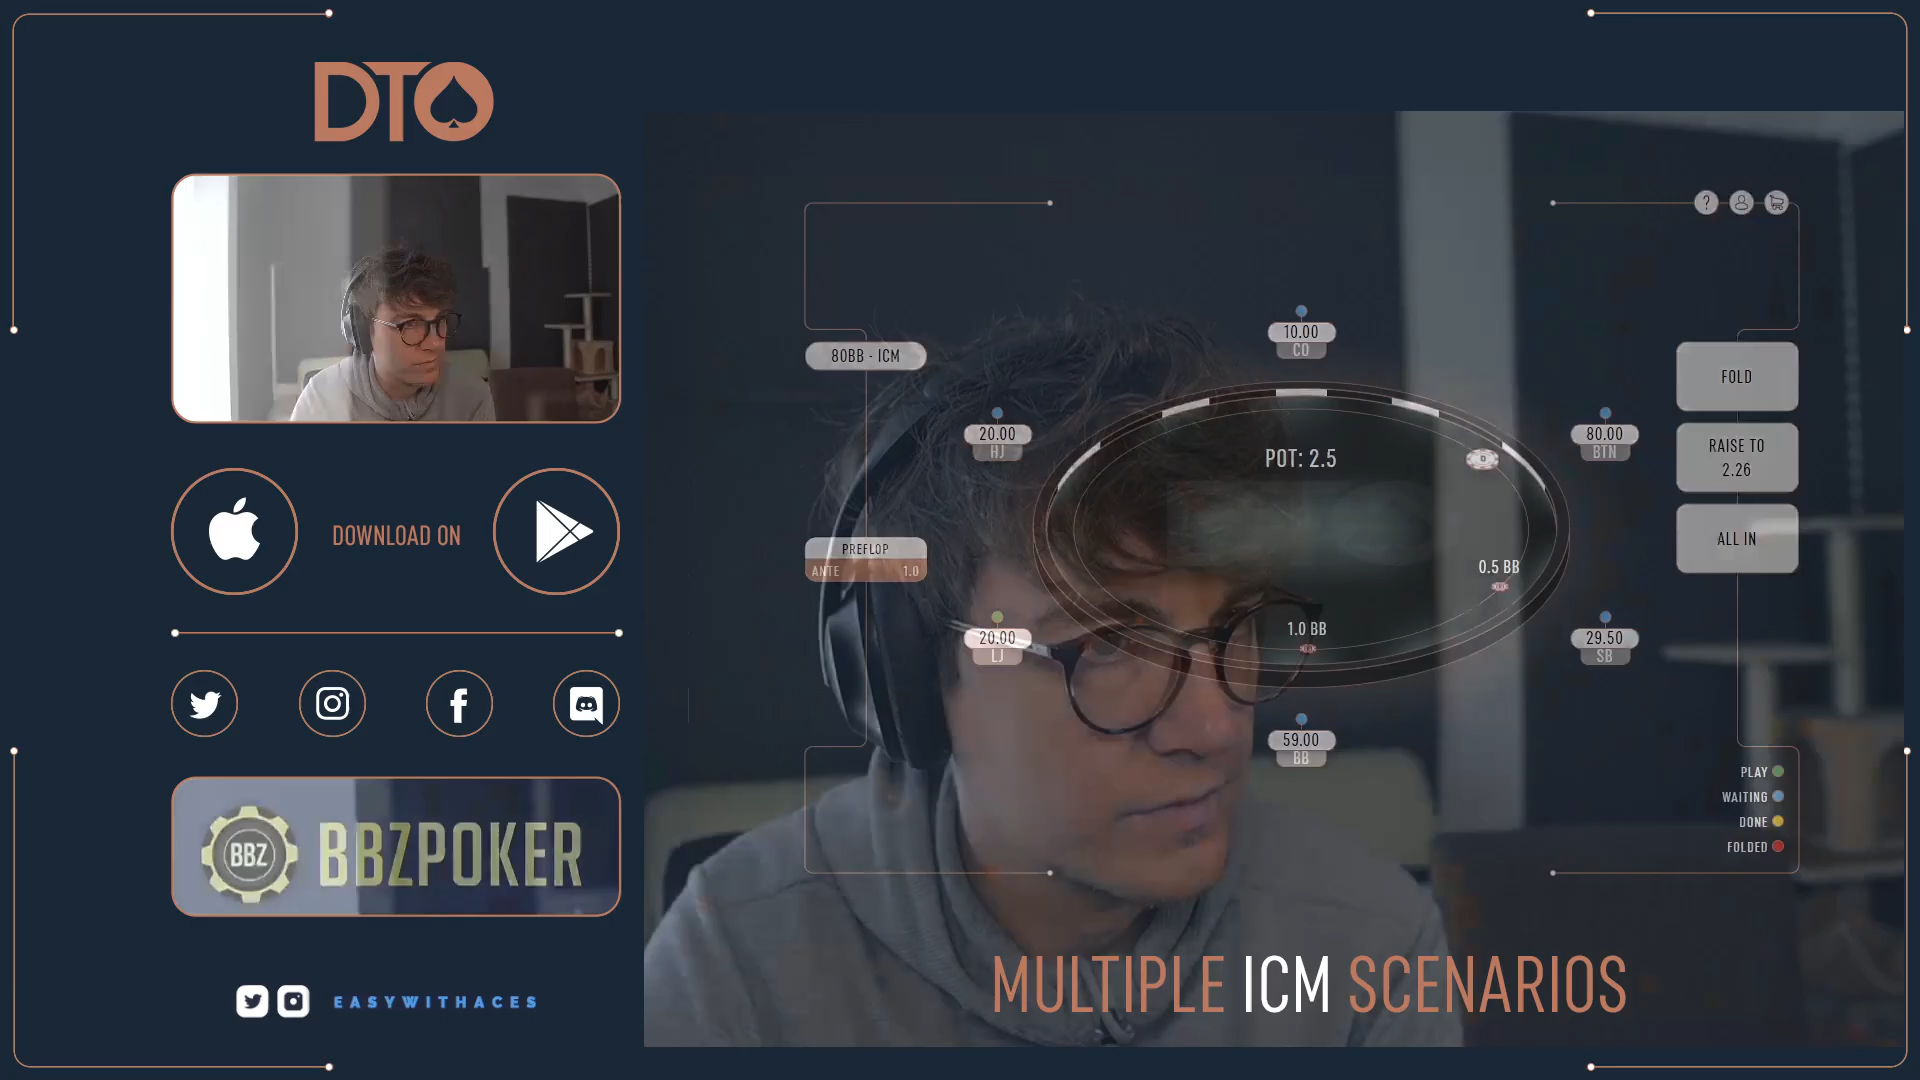 DTO
DOWNLOAD ON
BBZ
BBZPOKER
EASYWITHACES
?
10.00
CO
80BB - ICM
FOLD
20.00
HJ
80.00
BTN
POT: 2.5
D
RAISE TO
2.26
ALL IN
PREFLOP
ANTE 1.0
0.5 BB
1.0 BB
20.00
LJ
29.50
SB
59.00
BB
PLAY
WAITING
DONE
FOLDED
MULTIPLE ICM SCENARIOS